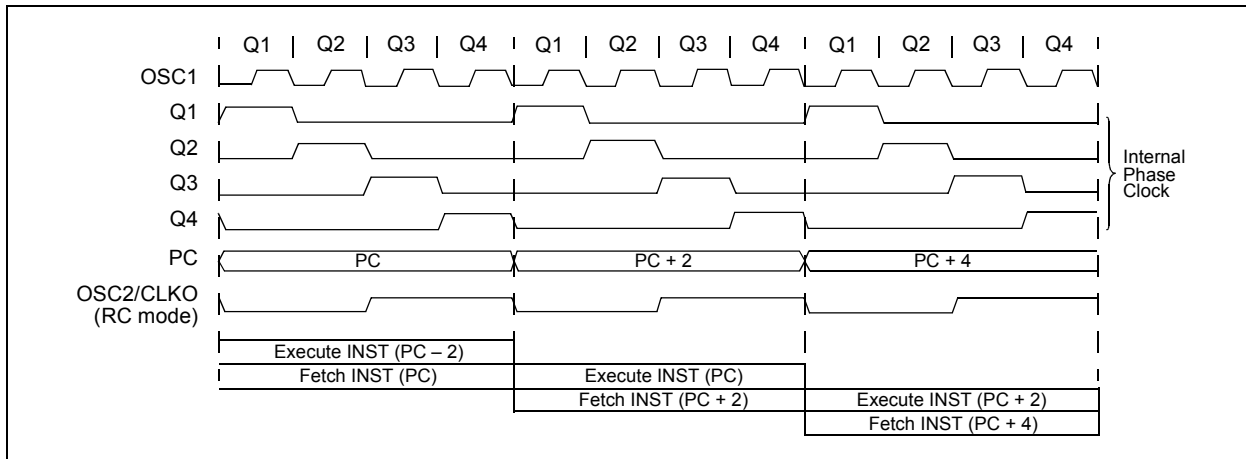 Q1 Q2 Q3 Q4 Q1 Q2 Q3 Q4 Q1 Q2 Q3 Q4
OSC1
Q1
Q2
Q3
Q4
Internal
Phase
Clock
PC PC PC + 2 PC + 4
OSC2/CLKO
(RC mode)
Execute INST (PC – 2)
Fetch INST (PC) Execute INST (PC)
Fetch INST (PC + 2) Execute INST (PC + 2)
Fetch INST (PC + 4)